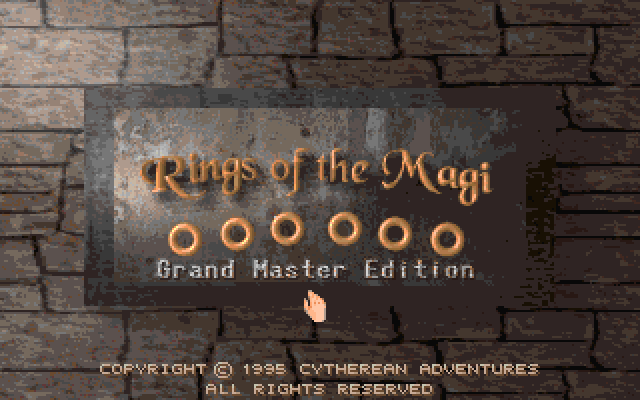 Rings of the Magi
Grand Master Edition
COPYRIGHT © 1995 CYTHEREAN ADVENTURES
ALL RIGHTS RESERVED